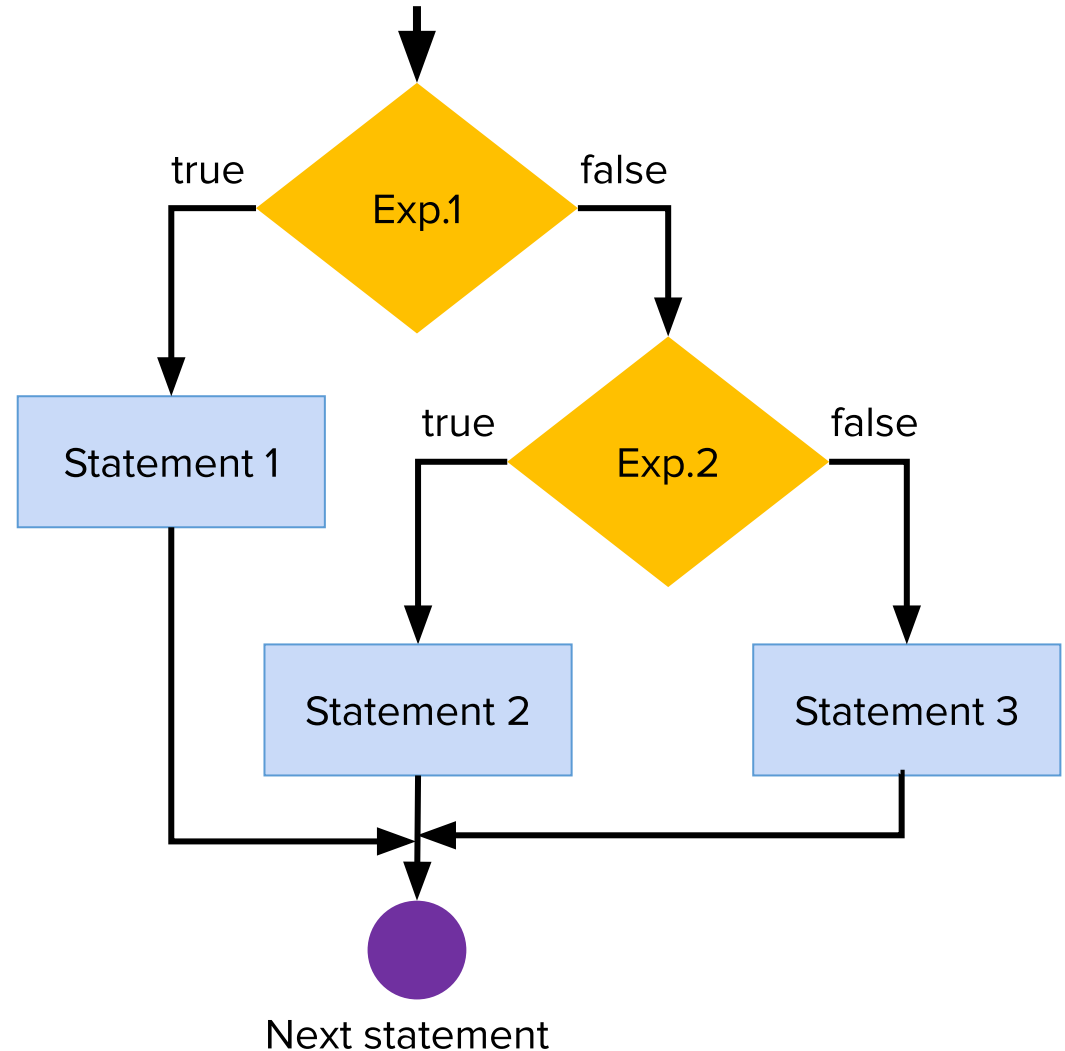 true
false
Exp.1
true
false
Statement 1
Exp.2
Statement 2
Statement 3
Next statement